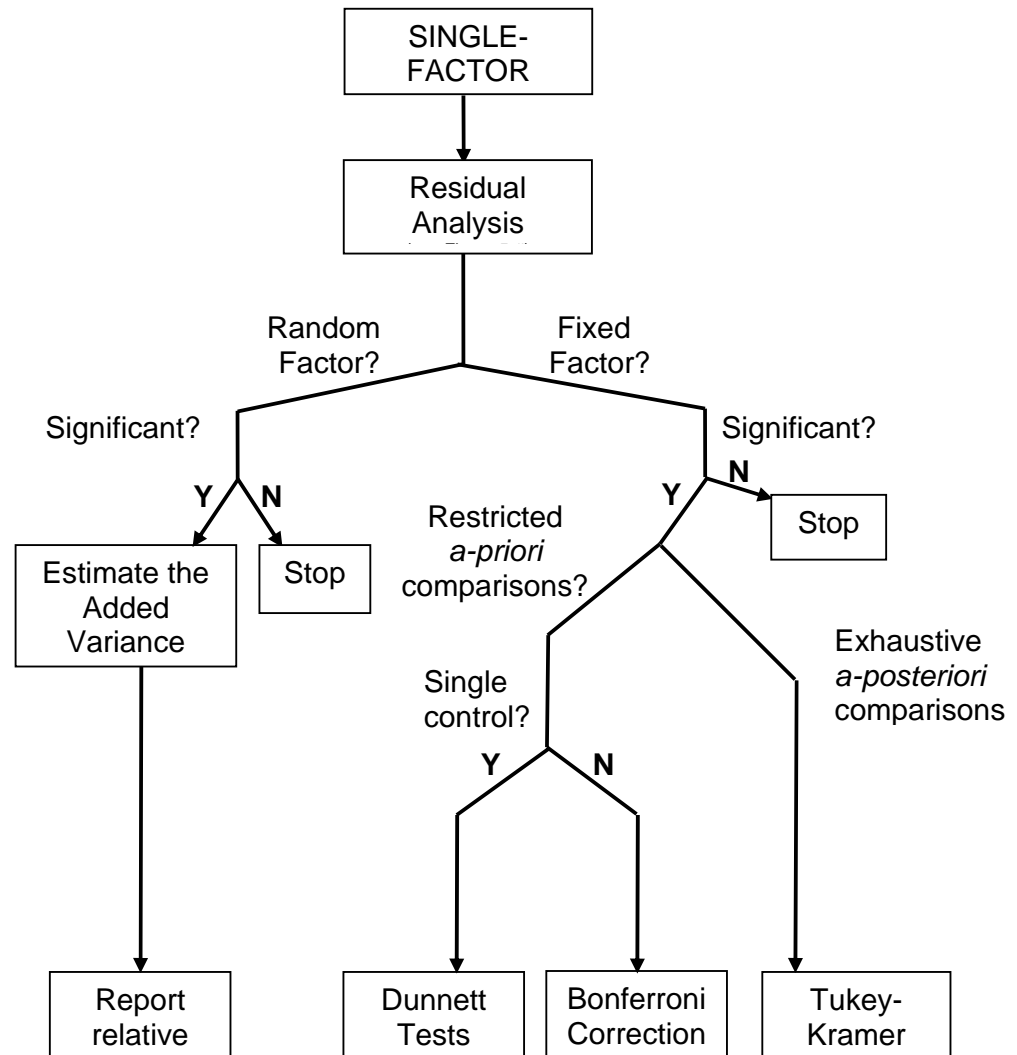 SINGLE-
FACTOR
Residual
Analysis
Random
Factor?
Fixed
Factor?
Significant?
Significant?
Y
N
Y
N
Stop
Restricted
a-priori
comparisons?
Estimate the
Added
Variance
Stop
Exhaustive
a-posteriori
comparisons
Single
control?
Y
N
Report
relative
Dunnett
Tests
Bonferroni
Correction
Tukey-
Kramer